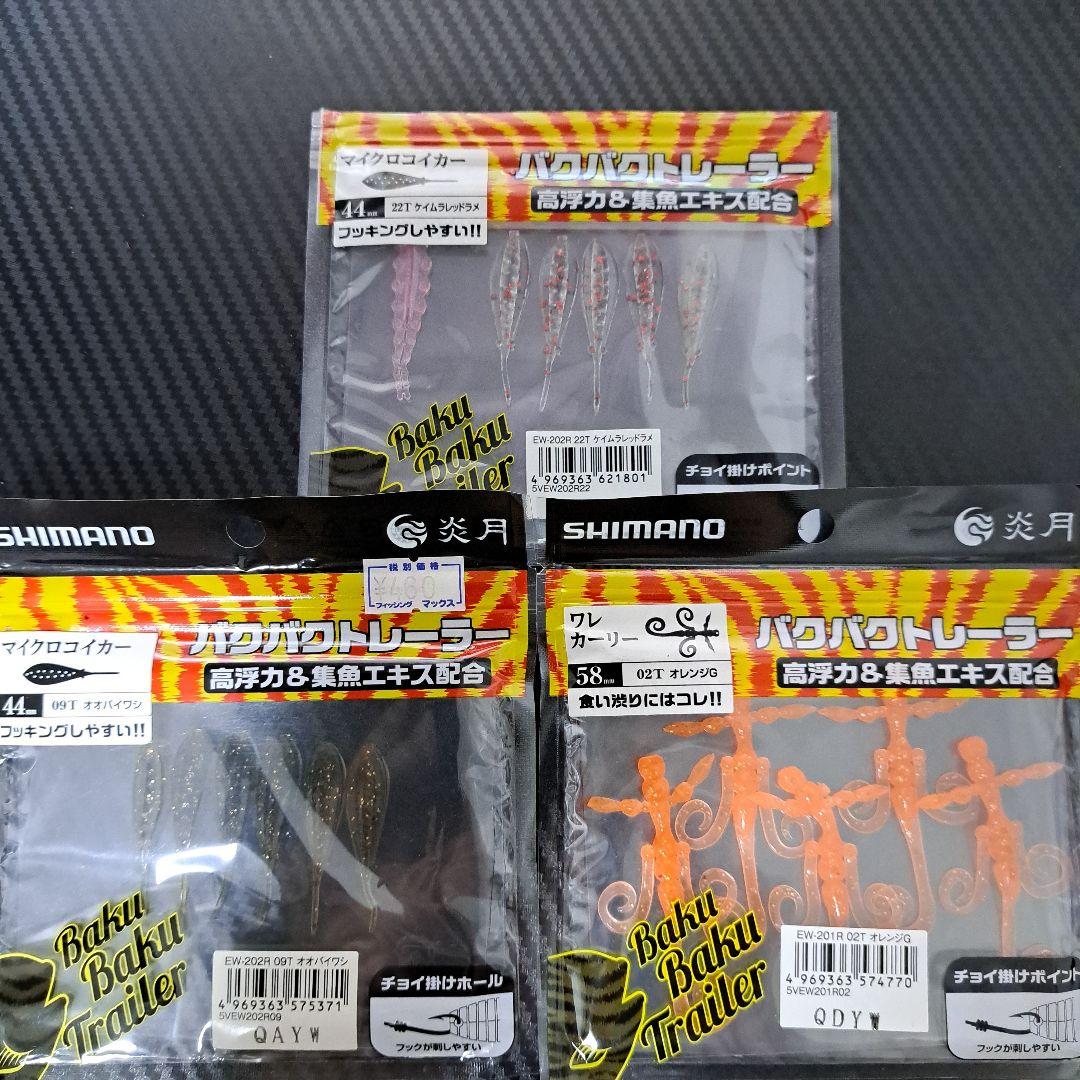 マイクロコイカー
44mm
22T ケイムラレッドラメ
フッキングしやすい!!
バクバクトレーラー
高浮力&集魚エキス配合
Baku
Baku
Trailer
EW-202R 22T ケイムラレッドラメ
4 969363 621801
5VEW202R22
チョイ掛けポイント
SHIMANO
炎月
税別価格
¥480
フィッシング マックス
マイクロコイカー
44mm
09T オオバイワシ
フッキングしやすい!!
バクバクトレーラー
高浮力&集魚エキス配合
Baku
Baku
Trailer
EW-202R 09T オオバイワシ
4 969363 575371
5VEW202R09
QAYW
チョイ掛けホール
フックが刺しやすい
SHIMANO
炎月
ワレ
カーリー
58mm
02T オレンジG
食い渋りにはコレ!!
バクバクトレーラー
高浮力&集魚エキス配合
Baku
Baku
Trailer
EW-201R 02T オレンジG
4 969363 574770
5VEW201R02
QDYW
チョイ掛けポイント
フックが刺しやすい